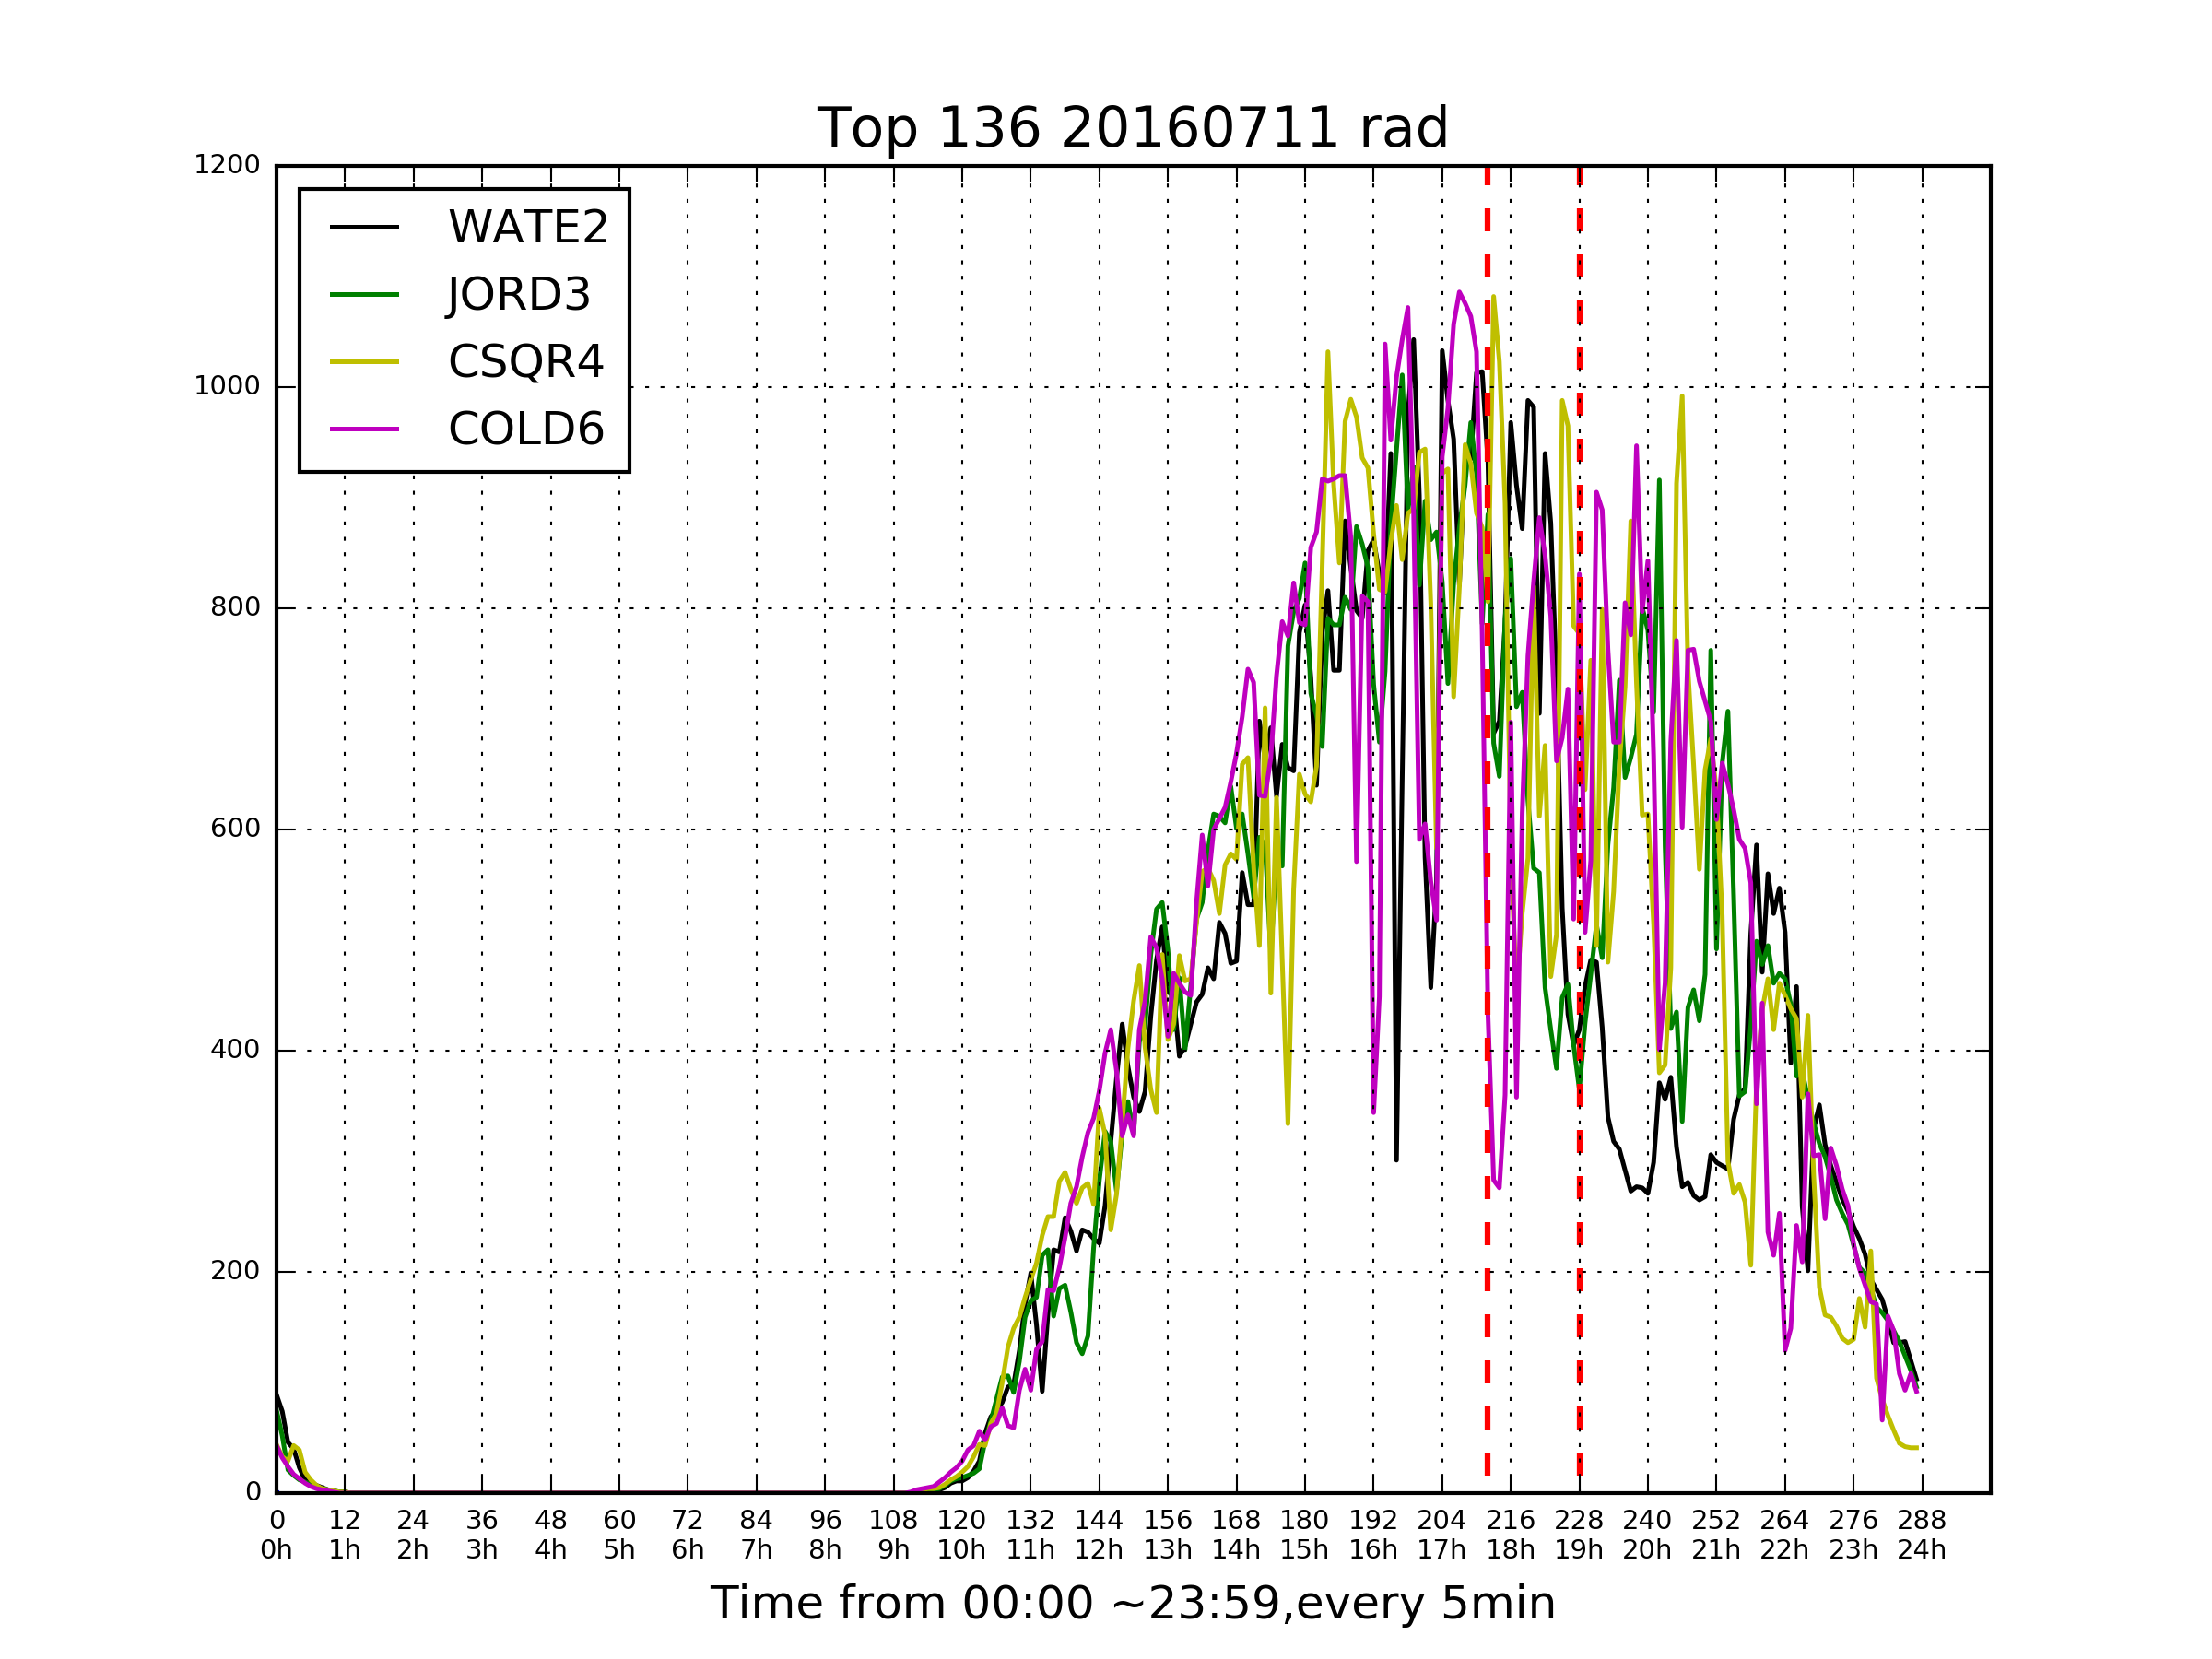 Top 136 20160711 rad
1200
1000
800
600
400
200
0
WATE2
JORD3
CSQR4
COLD6
0 12 24 36 48 60 72 84 96 108 120 132 144 156 168 180 192 204 216 228 240 252 264 276 288
0h 1h 2h 3h 4h 5h 6h 7h 8h 9h 10h 11h 12h 13h 14h 15h 16h 17h 18h 19h 20h 21h 22h 23h 24h
Time from 00:00 ~23:59,every 5min